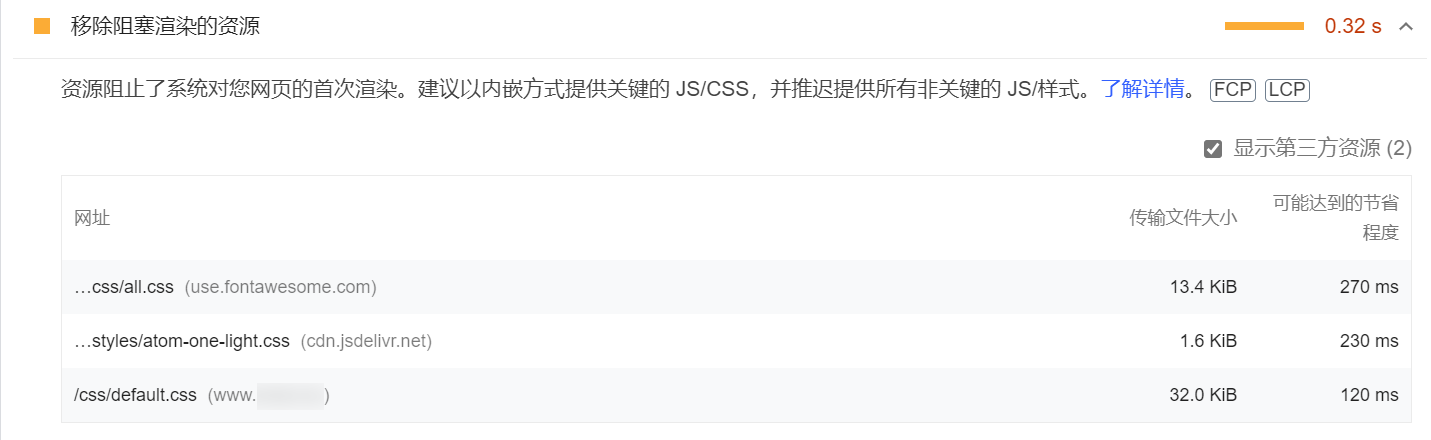 移除阻塞渲染的资源 0.32 s
资源阻止了系统对您网页的首次渲染。建议以内嵌方式提供关键的 JS/CSS，并推迟提供所有非关键的 JS/样式。了解详情。 FCP LCP
显示第三方资源 (2)
网址 传输文件大小 可能达到的节省
程度
…css/all.css (use.fontawesome.com) 13.4 KiB 270 ms
…styles/atom-one-light.css (cdn.jsdelivr.net) 1.6 KiB 230 ms
/css/default.css (www. ) 32.0 KiB 120 ms